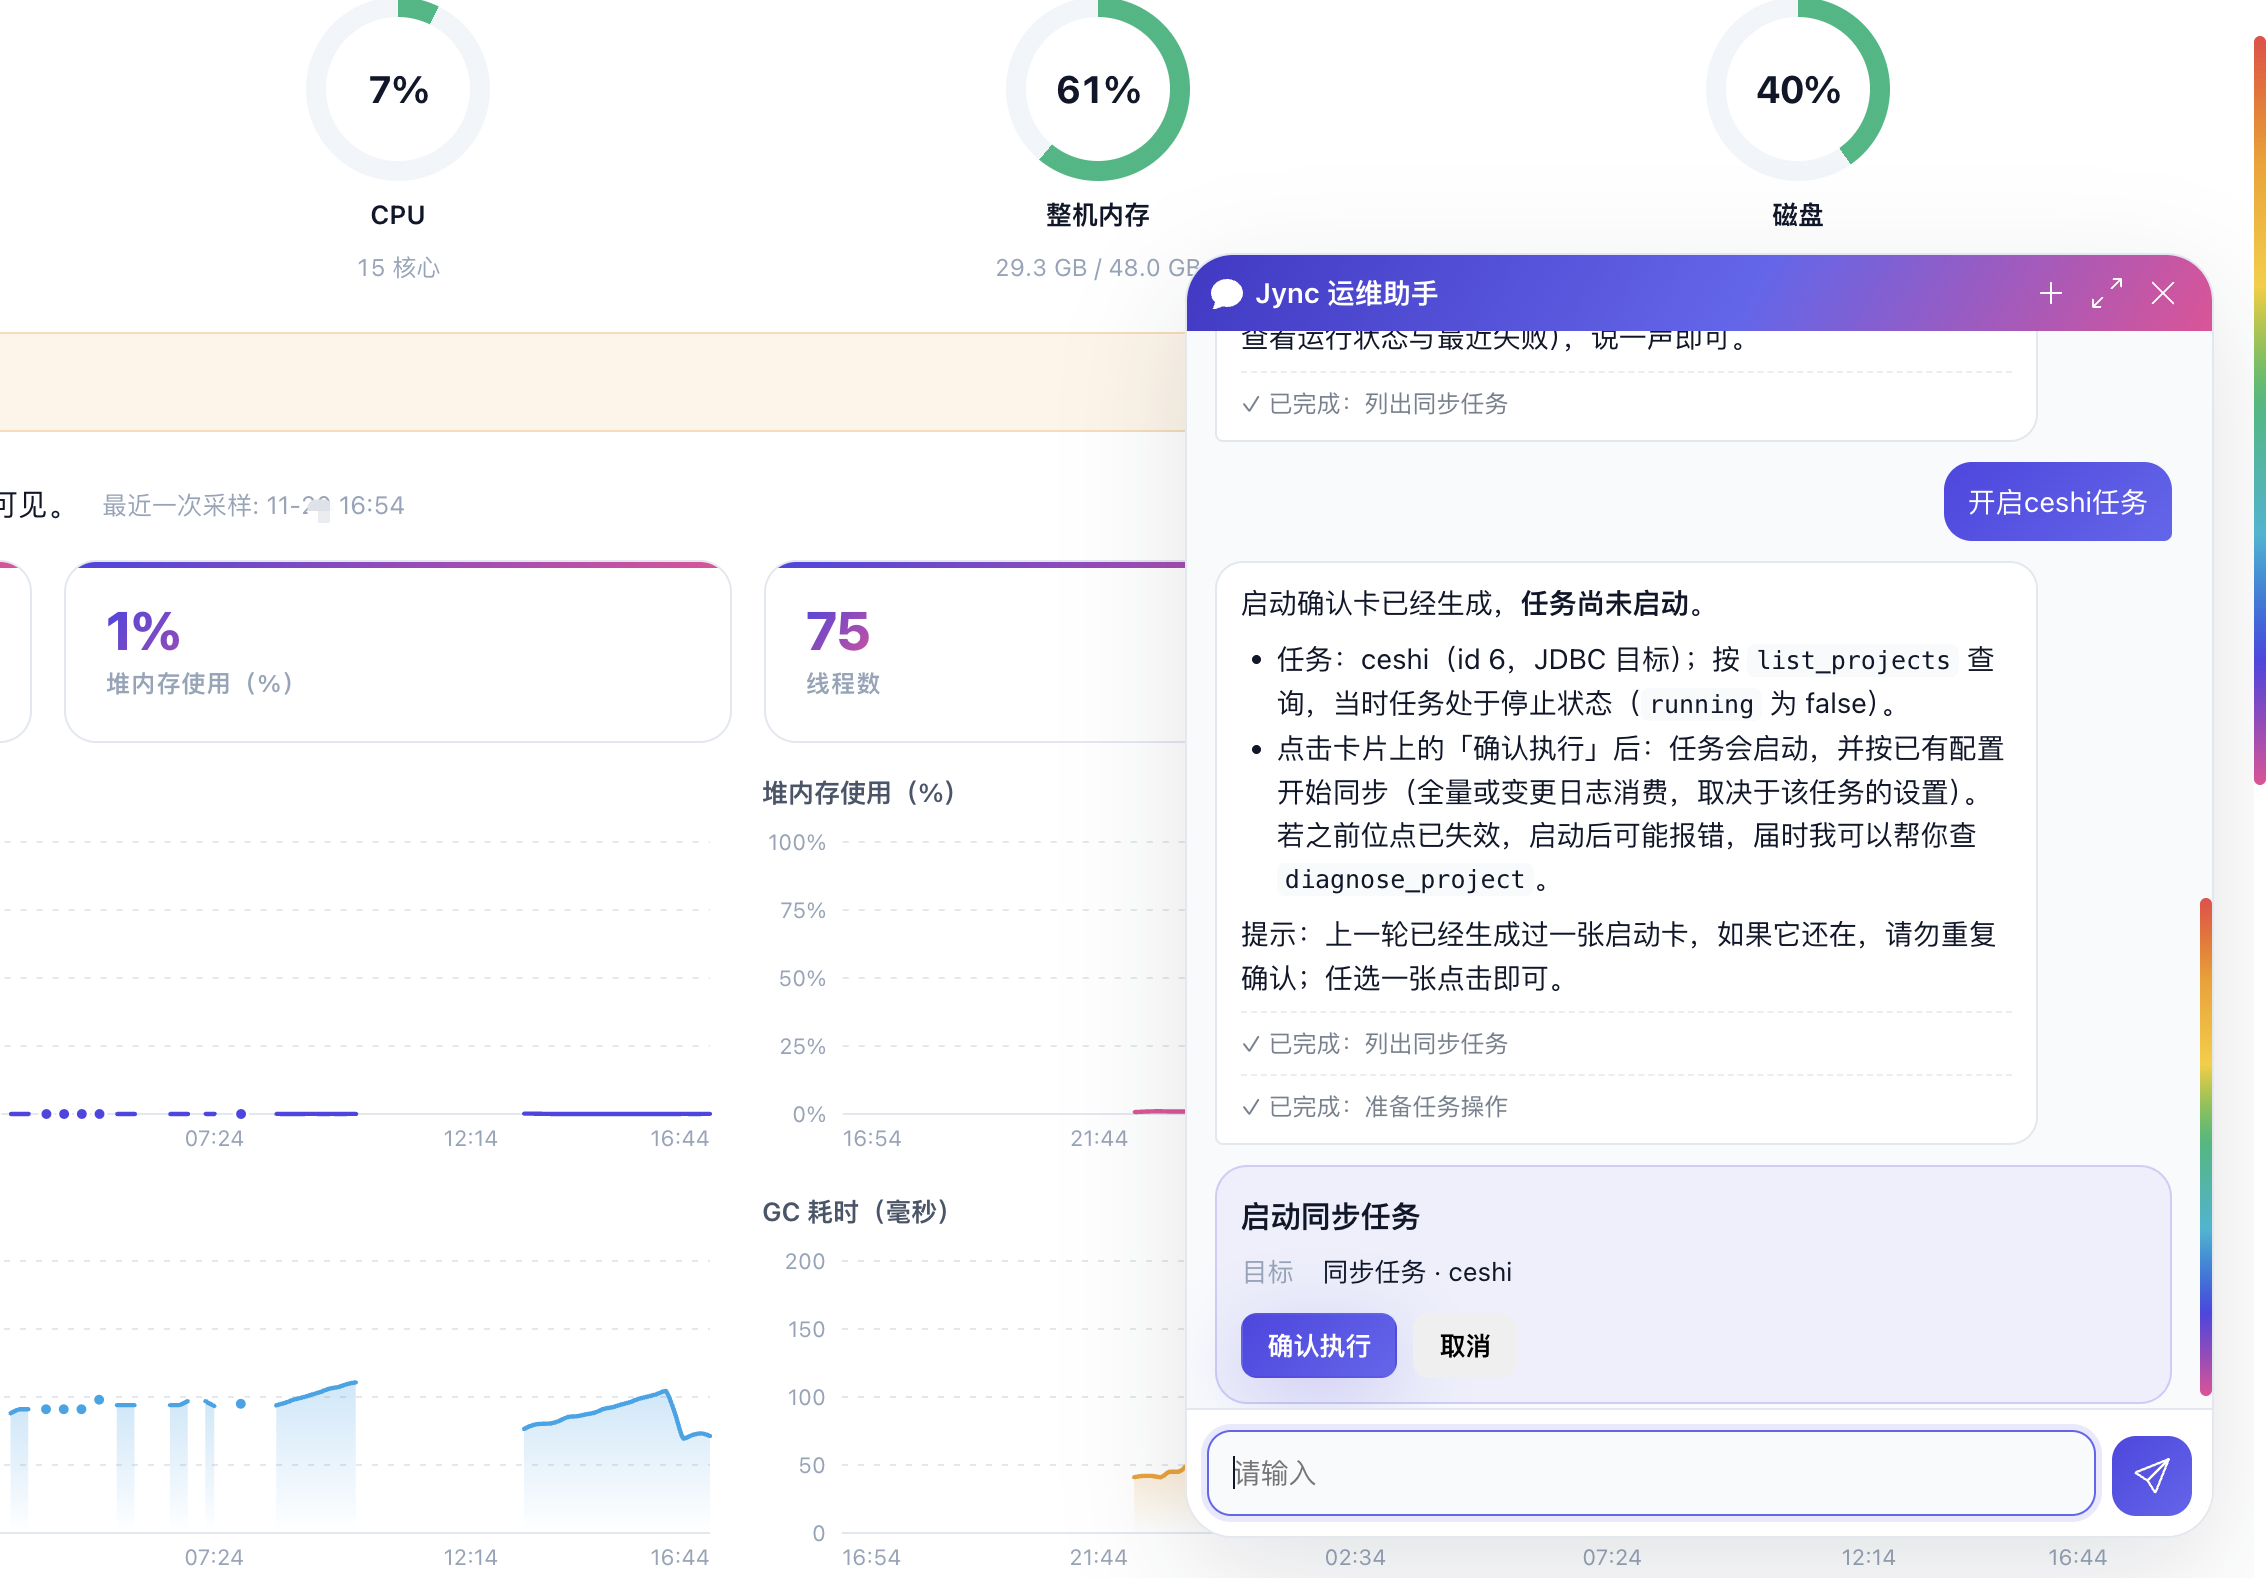 7%
CPU
15 核心
61%
整机内存
29.3 GB / 48.0 GB
40%
磁盘
可见。
最近一次采样: 11- 16:54
1%
堆内存使用（%）
75
线程数
07:24
12:14
16:44
堆内存使用（%）
100%
75%
50%
25%
0%
16:54
21:44
07:24
12:14
16:44
GC 耗时（毫秒）
200
150
100
50
0
16:54
21:44
02:34
07:24
12:14
16:44
Jync 运维助手
查看运行状态与最近失败），说一声即可。
已完成：列出同步任务
开启ceshi任务
启动确认卡已经生成，任务尚未启动。
任务：ceshi（id 6，JDBC 目标）；按 list_projects 查
询，当时任务处于停止状态（running 为 false）。
点击卡片上的「确认执行」后：任务会启动，并按已有配置
开始同步（全量或变更日志消费，取决于该任务的设置）。
若之前位点已失效，启动后可能报错，届时我可以帮你查
diagnose_project。
提示：上一轮已经生成过一张启动卡，如果它还在，请勿重复
确认；任选一张点击即可。
已完成：列出同步任务
已完成：准备任务操作
启动同步任务
目标 同步任务 · ceshi
确认执行
取消
请输入